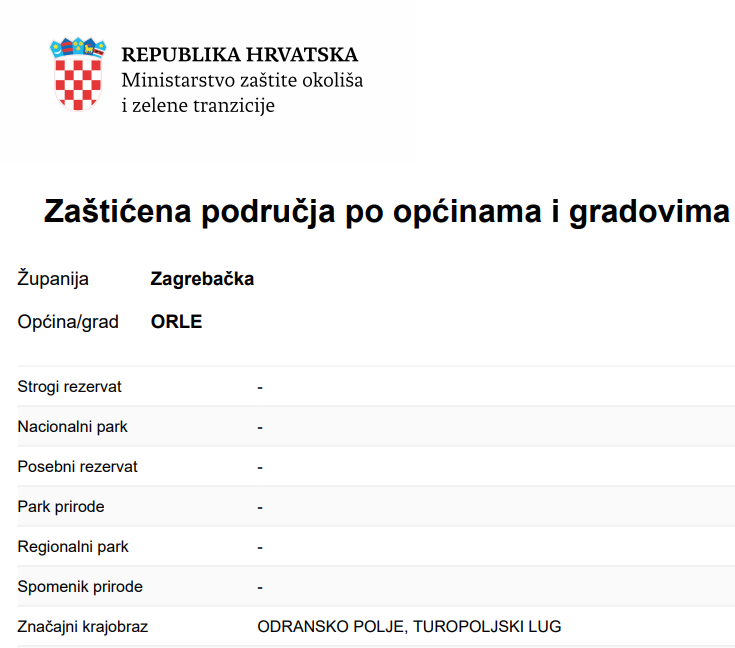 REPUBLIKA HRVATSKA
Ministarstvo zaštite okoliša
i zelene tranzicije
Zaštićena područja po općinama i gradovima
Županija Zagrebačka
Općina/grad ORLE
Strogi rezervat -
Nacionalni park -
Posebni rezervat -
Park prirode -
Regionalni park -
Spomenik prirode -
Značajni krajobraz ODRANSKO POLJE, TUROPOLJSKI LUG